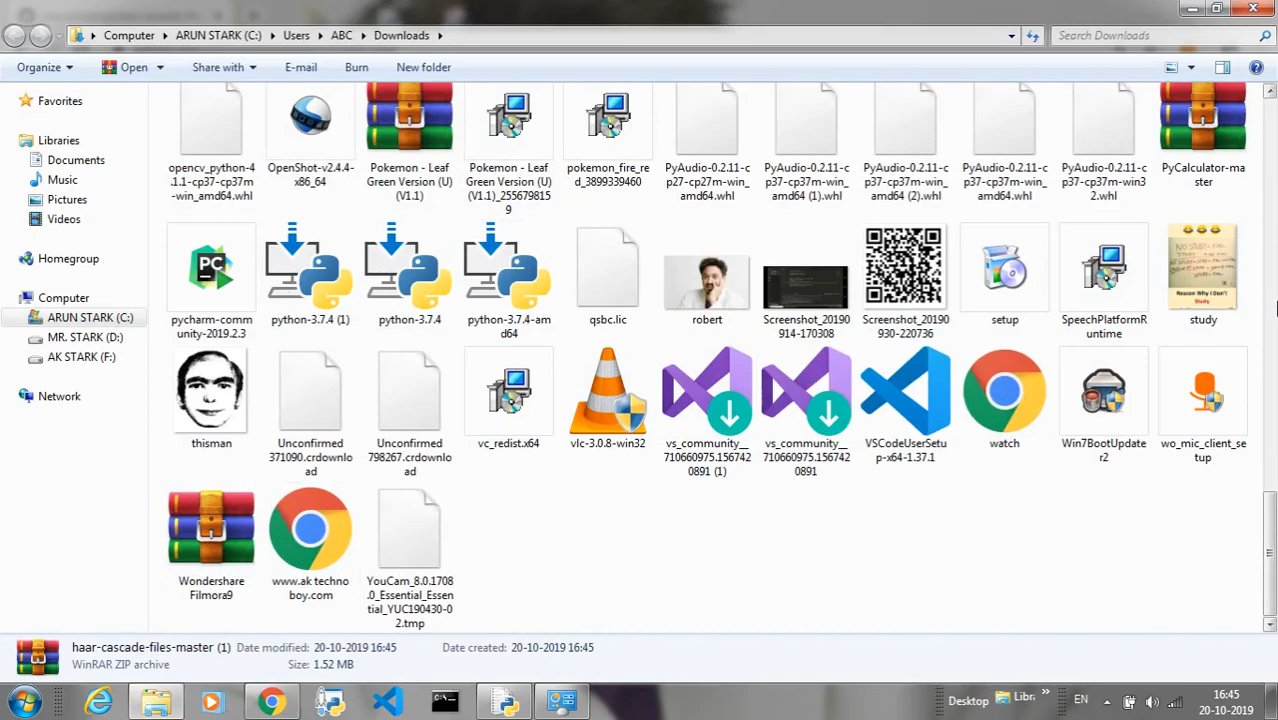 Computer ARUN STARK (C:) Users ABC Downloads
Search Downloads
Organize Open Share with E-mail Burn New folder
Favorites
Libraries
Documents
Music
Pictures
Videos
Homegroup
Computer
ARUN STARK (C:)
MR. STARK (D:)
AK STARK (F:)
Network
opencv_python-4
.1.1-cp37-cp37m
-win_amd64.whl
OpenShot-v2.4.4-
x86_64
Pokemon - Leaf
Green Version (U)
(V1.1)
Pokemon - Leaf
Green Version (U)
(V1.1)_255679815
9
pokemon_fire_re
d_3899339460
PyAudio-0.2.11-c
p27-cp27m-win_
amd64.whl
PyAudio-0.2.11-c
p37-cp37m-win_
amd64 (1).whl
PyAudio-0.2.11-c
p37-cp37m-win_
amd64 (2).whl
PyAudio-0.2.11-c
p37-cp37m-win_
amd64.whl
PyAudio-0.2.11-c
p37-cp37m-win3
2.whl
PyCalculator-ma
ster
PC
pycharm-comm
unity-2019.2.3
python-3.7.4 (1)
python-3.7.4
python-3.7.4-am
d64
qsbc.lic
robert
Screenshot_20190
914-170308
Screenshot_20190
930-220736
setup
SpeechPlatformR
untime
Reason Why I Don't
Study
study
thisman
Unconfirmed
371090.crdownlo
ad
Unconfirmed
798267.crdownlo
ad
vc_redist.x64
vlc-3.0.8-win32
vs_community__
710660975.156742
0891 (1)
vs_community__
710660975.156742
0891
VSCodeUserSetu
p-x64-1.37.1
watch
Win7BootUpdate
r2
wo_mic_client_se
tup
Wondershare
Filmora9
www.ak techno
boy.com
YouCam_8.0.1708
.0_Essential_Essen
tial_YUC190430-0
2.tmp
haar-cascade-files-master (1) Date modified: 20-10-2019 16:45 Date created: 20-10-2019 16:45
WinRAR ZIP archive Size: 1.52 MB
Desktop Libr » EN 16:45
20-10-2019